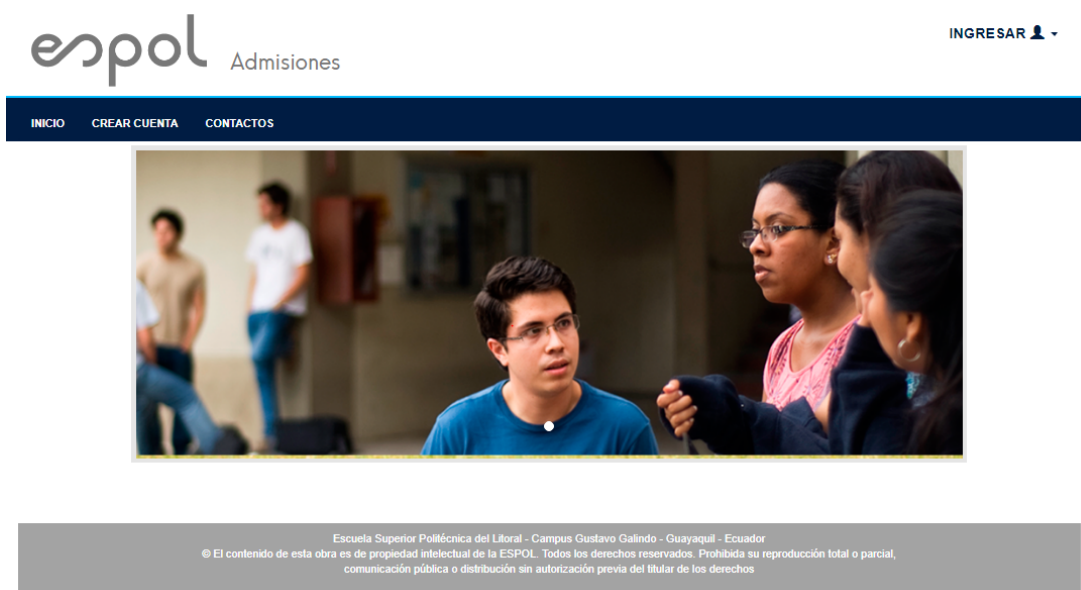 espol Admisiones
INGRESAR
INICIO CREAR CUENTA CONTACTOS
Escuela Superior Politécnica del Litoral - Campus Gustavo Galindo - Guayaquil - Ecuador
© El contenido de esta obra es de propiedad intelectual de la ESPOL. Todos los derechos reservados. Prohibida su reproducción total o parcial,
comunicación pública o distribución sin autorización previa del titular de los derechos